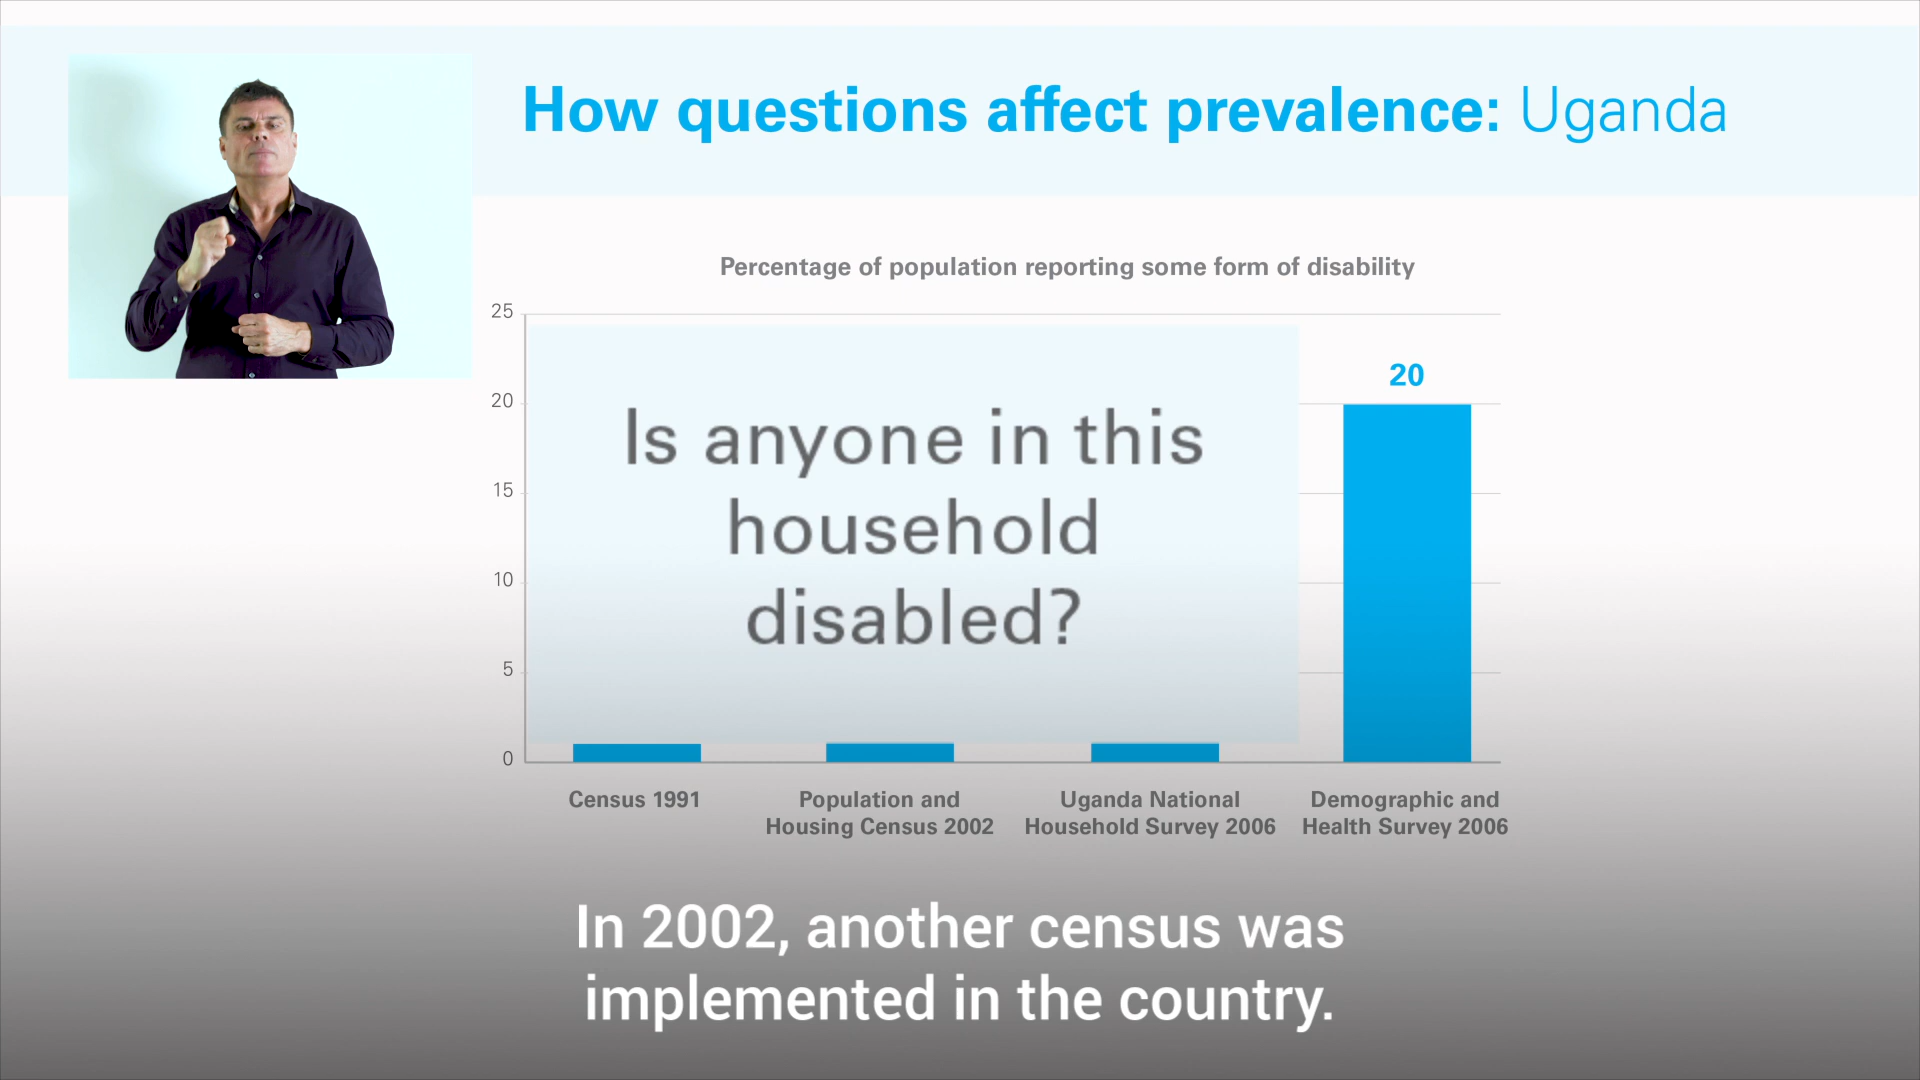 How questions affect prevalence: Uganda
Percentage of population reporting some form of disability
25
20
15
10
5
0
20
Is anyone in this
household
disabled?
Census 1991
Population and
Housing Census 2002
Uganda National
Household Survey 2006
Demographic and
Health Survey 2006
In 2002, another census was
implemented in the country.